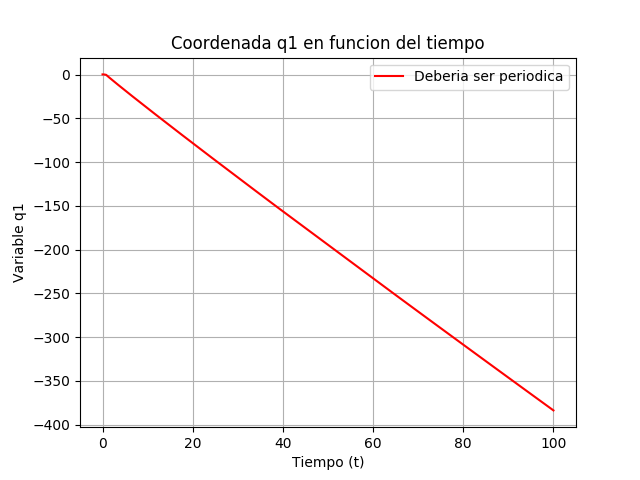 Coordenada q1 en funcion del tiempo
Deberia ser periodica
Variable q1
0
−50
−100
−150
−200
−250
−300
−350
−400
0 20 40 60 80 100
Tiempo (t)